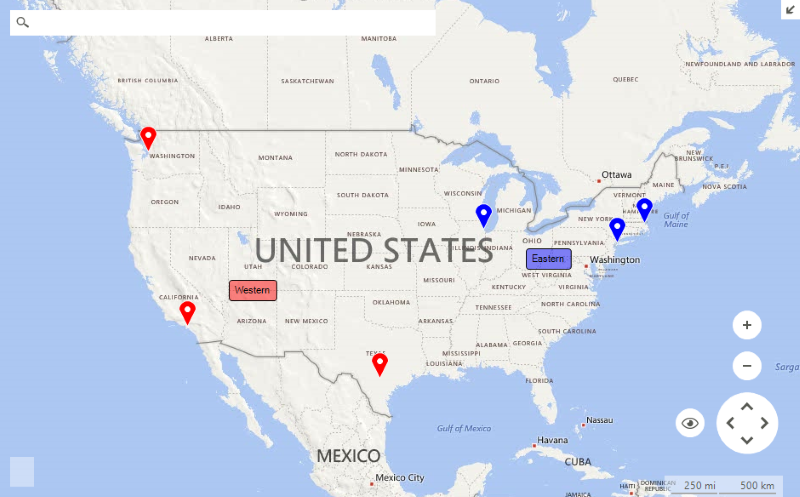 ALBERTA
MANITOBA
NEWFOUNDLAND AND LABRADOR
BRITISH COLUMBIA
SASKATCHEWAN
ONTARIO
QUEBEC
WASHINGTON
MONTANA
NORTH DAKOTA
MINNESOTA
NEW
BRUNSWICK
P.E.I.
Ottawa
MAINE
NOVA SCOTIA
OREGON
IDAHO
SOUTH DAKOTA
WISCONSIN
MICHIGAN
VERMONT
NEW YORK
Gulf of
Maine
WYOMING
IOWA
NEBRASKA
UNITED STATES
ILLINOIS
INDIANA
OHIO
PENNSYLVANIA
NEVADA
UTAH
COLORADO
KANSAS
MISSOURI
Eastern
Washington
WEST VIRGINIA
KENTUCKY
VIRGINIA
Western
CALIFORNIA
ARIZONA
NEW MEXICO
OKLAHOMA
ARKANSAS
TENNESSEE
NORTH CAROLINA
SOUTH CAROLINA
TEXAS
MISSISSIPPI
ALABAMA
GEORGIA
LOUISIANA
FLORIDA
Sarga
Gulf of Mexico
Nassau
Havana
MEXICO
CUBA
Mexico City
HAITI
DOMINICAN
REPUBLIC
250 mi
500 km